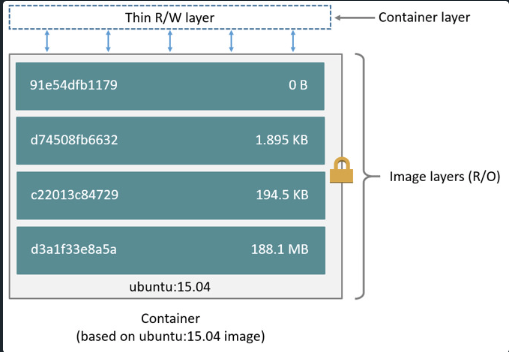 Thin R/W layer
Container layer
91e54dfb1179 0 B
d74508fb6632 1.895 KB
c22013c84729 194.5 KB
d3a1f33e8a5a 188.1 MB
Image layers (R/O)
ubuntu:15.04
Container
(based on ubuntu:15.04 image)